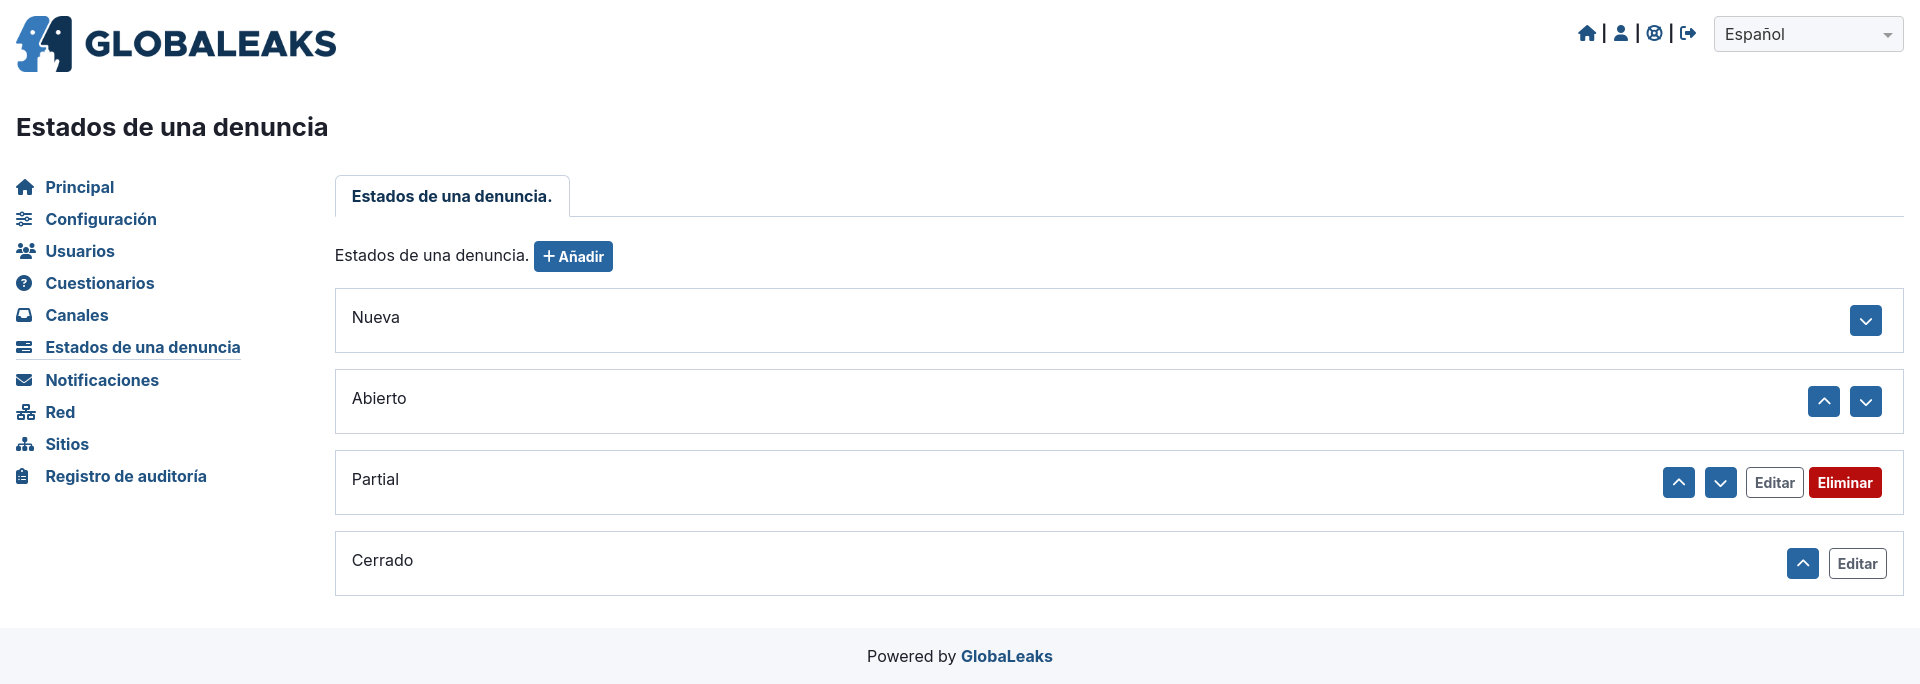 GLOBALEAKS
Español
Estados de una denuncia
Principal
Configuración
Usuarios
Cuestionarios
Canales
Estados de una denuncia
Notificaciones
Red
Sitios
Registro de auditoría
Estados de una denuncia.
Estados de una denuncia. Añadir
Nueva
Abierto
Partial Editar Eliminar
Cerrado Editar
Powered by GlobaLeaks